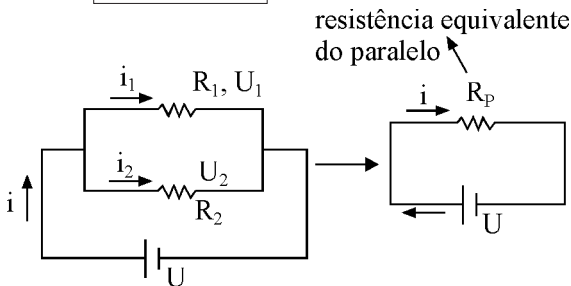 resistência equivalente
do paralelo
i₁
R₁, U₁
i₂
U₂
R₂
i
U
i
Rₚ
U